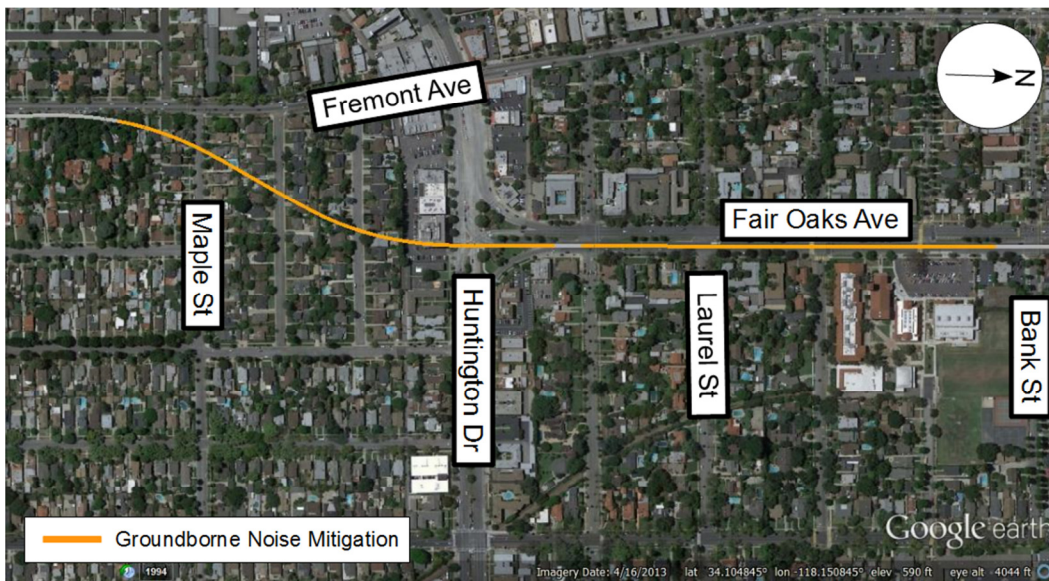 N
Fremont Ave
Fair Oaks Ave
Maple St
Huntington Dr
Laurel St
Bank St
Groundborne Noise Mitigation
Google earth
1994
Imagery Date: 4/16/2013 lat 34.104845° lon -118.150845° elev 590 ft eye alt 4044 ft